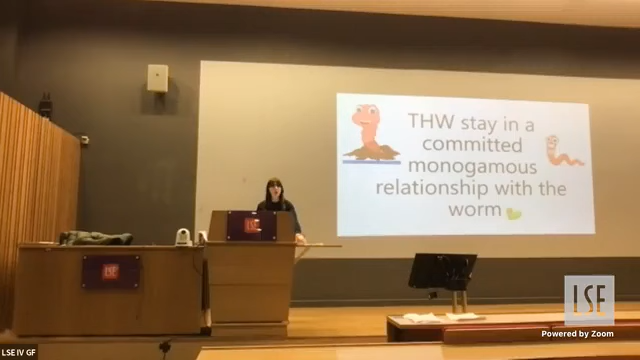 THW stay in a
committed
monogamous
relationship with the
worm
LSE
LSE
LSE
Powered by Zoom
LSE IV GF